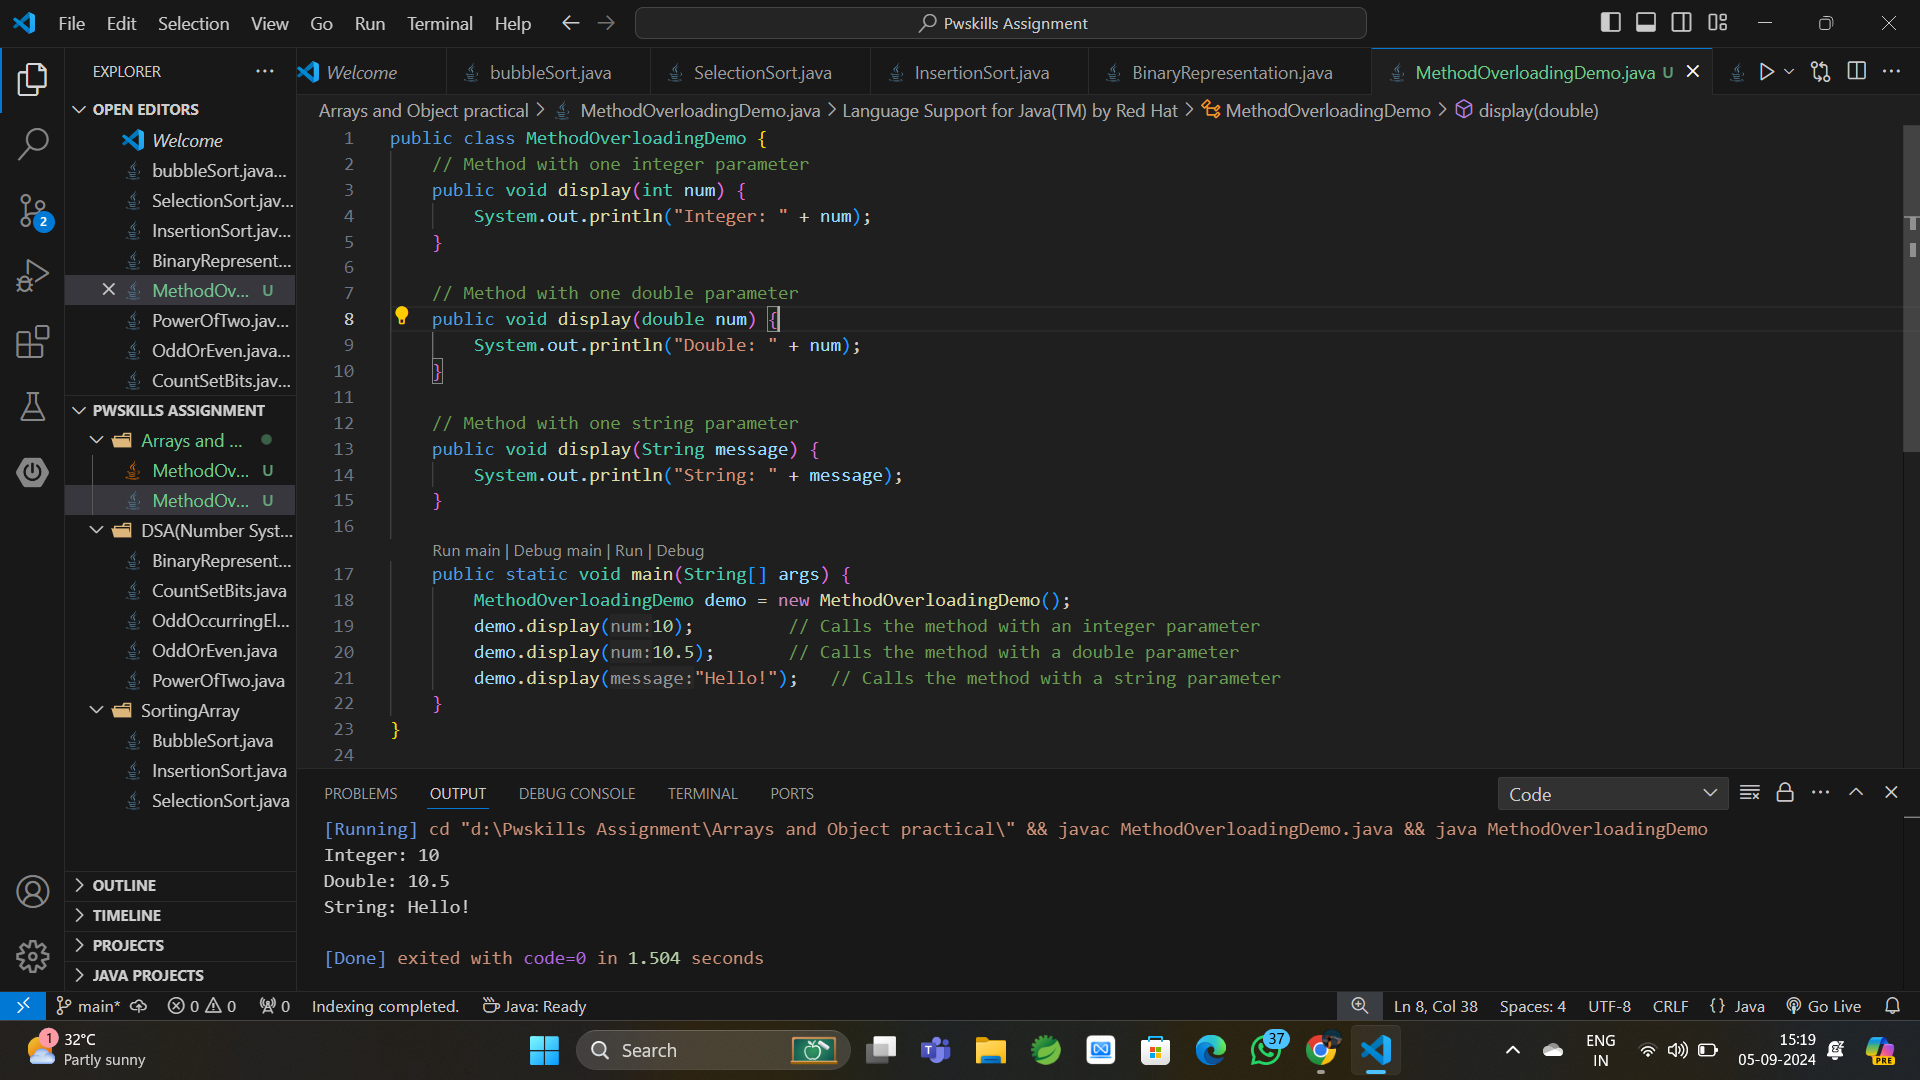 File Edit Selection View Go Run Terminal Help
Pwskills Assignment
EXPLORER
OPEN EDITORS
Welcome
bubbleSort.java...
SelectionSort.jav...
InsertionSort.jav...
BinaryRepresent...
MethodOv... U
PowerOfTwo.jav...
OddOrEven.java...
CountSetBits.jav...
PWSKILLS ASSIGNMENT
Arrays and ...
MethodOv... U
MethodOv... U
DSA(Number Syst...
BinaryRepresent...
CountSetBits.java
OddOccurringEl...
OddOrEven.java
PowerOfTwo.java
SortingArray
BubbleSort.java
InsertionSort.java
SelectionSort.java
OUTLINE
TIMELINE
PROJECTS
JAVA PROJECTS
2
Welcome bubbleSort.java SelectionSort.java InsertionSort.java BinaryRepresentation.java MethodOverloadingDemo.java U
Arrays and Object practical > MethodOverloadingDemo.java > Language Support for Java(TM) by Red Hat > MethodOverloadingDemo > display(double)
1 public class MethodOverloadingDemo {
2 // Method with one integer parameter
3 public void display(int num) {
4 System.out.println("Integer: " + num);
5 }
6
7 // Method with one double parameter
8 public void display(double num) {
9 System.out.println("Double: " + num);
10 }
11
12 // Method with one string parameter
13 public void display(String message) {
14 System.out.println("String: " + message);
15 }
16
Run main | Debug main | Run | Debug
17 public static void main(String[] args) {
18 MethodOverloadingDemo demo = new MethodOverloadingDemo();
19 demo.display(num:10); // Calls the method with an integer parameter
20 demo.display(num:10.5); // Calls the method with a double parameter
21 demo.display(message:"Hello!"); // Calls the method with a string parameter
22 }
23 }
24
PROBLEMS OUTPUT DEBUG CONSOLE TERMINAL PORTS
Code
[Running] cd "d:\Pwskills Assignment\Arrays and Object practical\" && javac MethodOverloadingDemo.java && java MethodOverloadingDemo
Integer: 10
Double: 10.5
String: Hello!
[Done] exited with code=0 in 1.504 seconds
main* 0 0 0 Indexing completed. Java: Ready
Ln 8, Col 38 Spaces: 4 UTF-8 CRLF {} Java Go Live
1
32°C
Partly sunny
Search
37
ENG
IN
15:19
05-09-2024
PRE